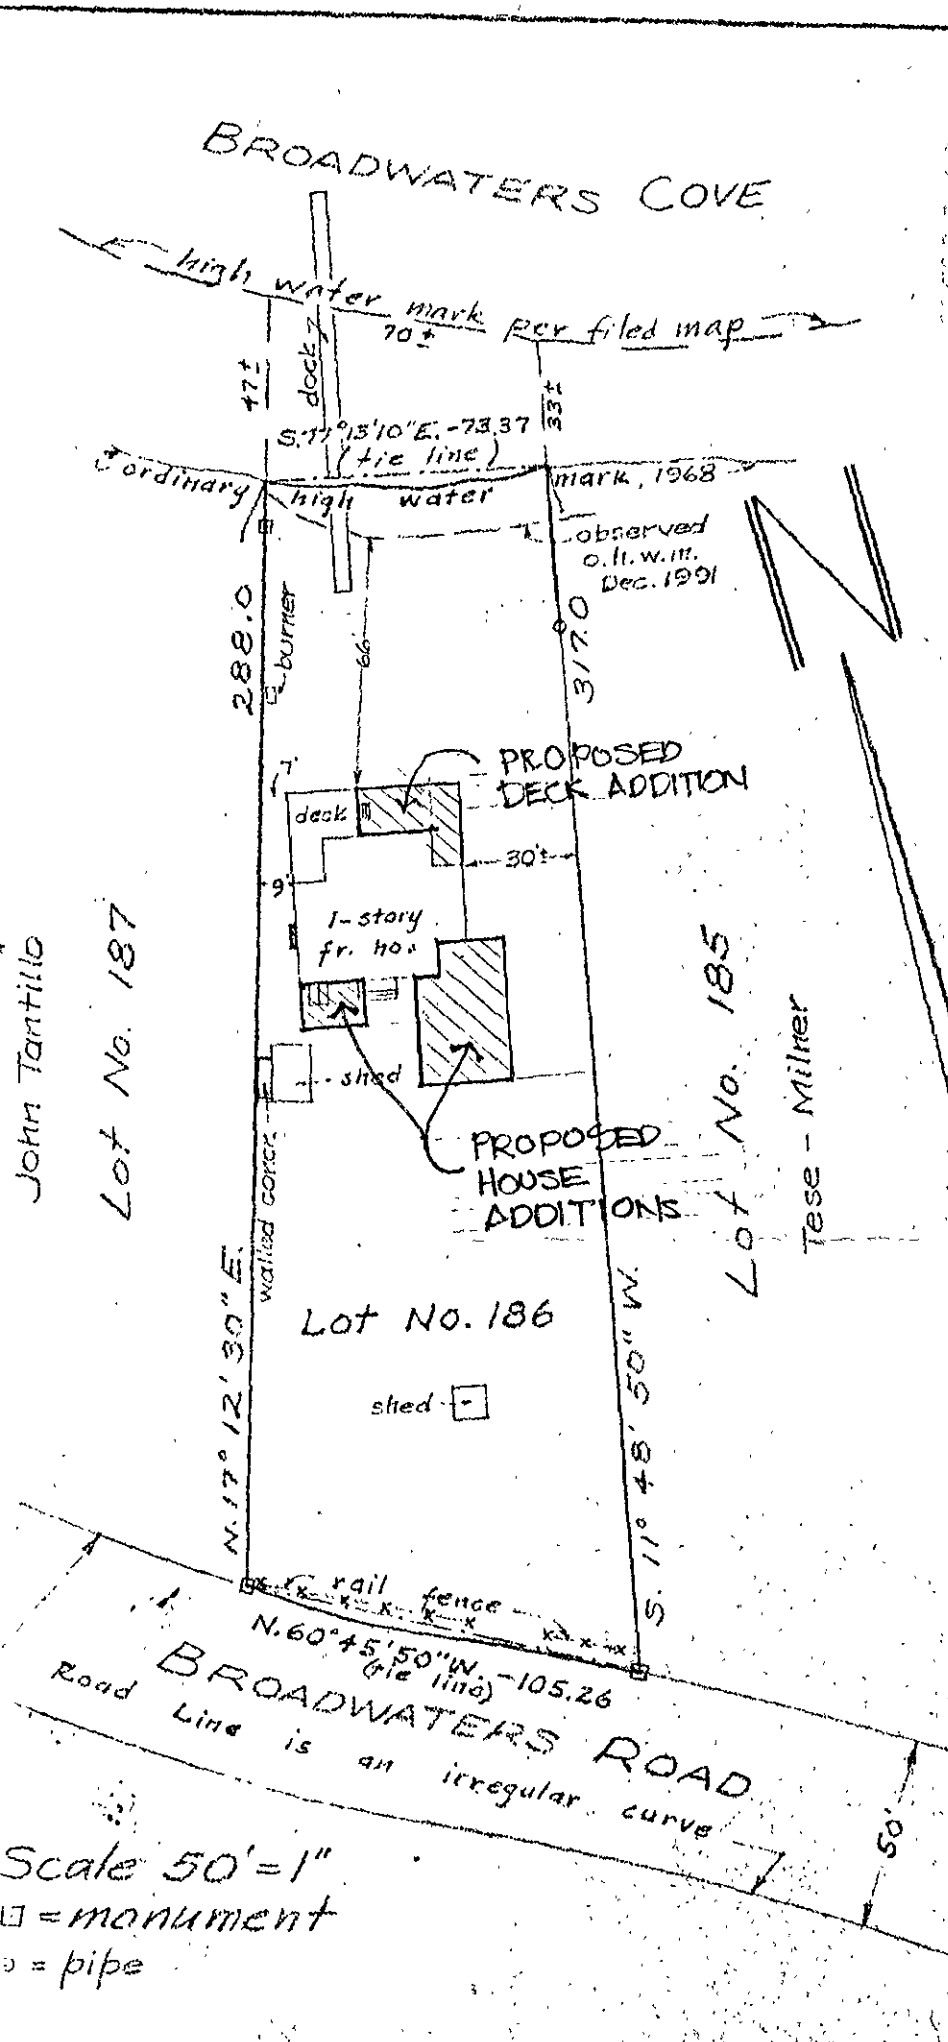 BROADWATERS COVE
high water mark per filed map
70±
47±
dock
33±
S.77°13'10"E.-73.37
(tie line)
ordinary high water mark, 1968
observed
o.h.w.m.
Dec. 1991
N
288.0
burner
66'
317.0
7'
PROPOSED
DECK ADDITION
deck
30'±
9'
1-story
fr. ho.
John Tantillo
Lot No. 187
Lot No. 185
Tese - Milner
shed
PROPOSED
HOUSE
ADDITIONS
walled concr.
N. 17° 12' 30" E.
Lot No. 186
shed
S. 11° 48' 50" W.
rail fence
N.60°45'50"W.-105.26
(tie line)
BROADWATERS ROAD
Road Line is an irregular curve
50'
Scale 50'=1"
= monument
= pipe